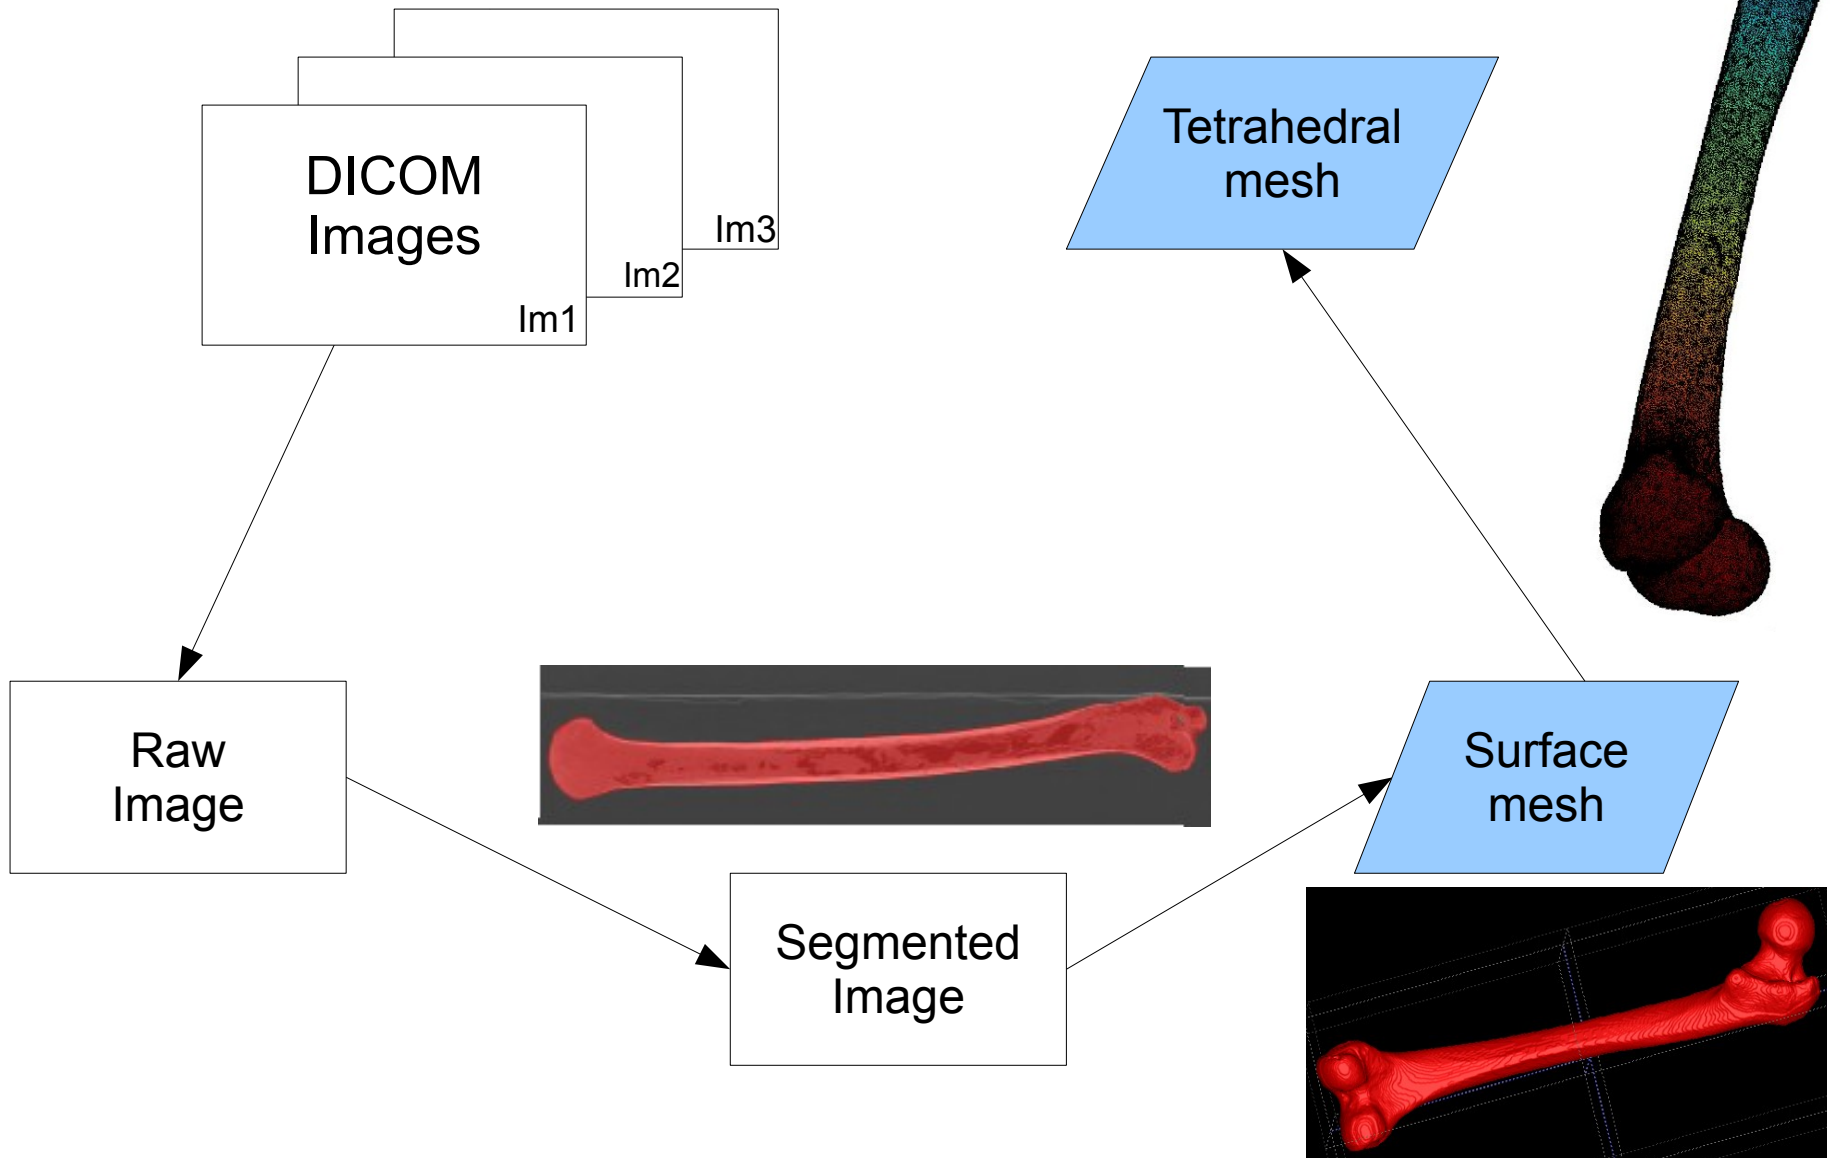 DICOM
Images
Im1
Im2
Im3
Raw
Image
Segmented
Image
Surface
mesh
Tetrahedral
mesh